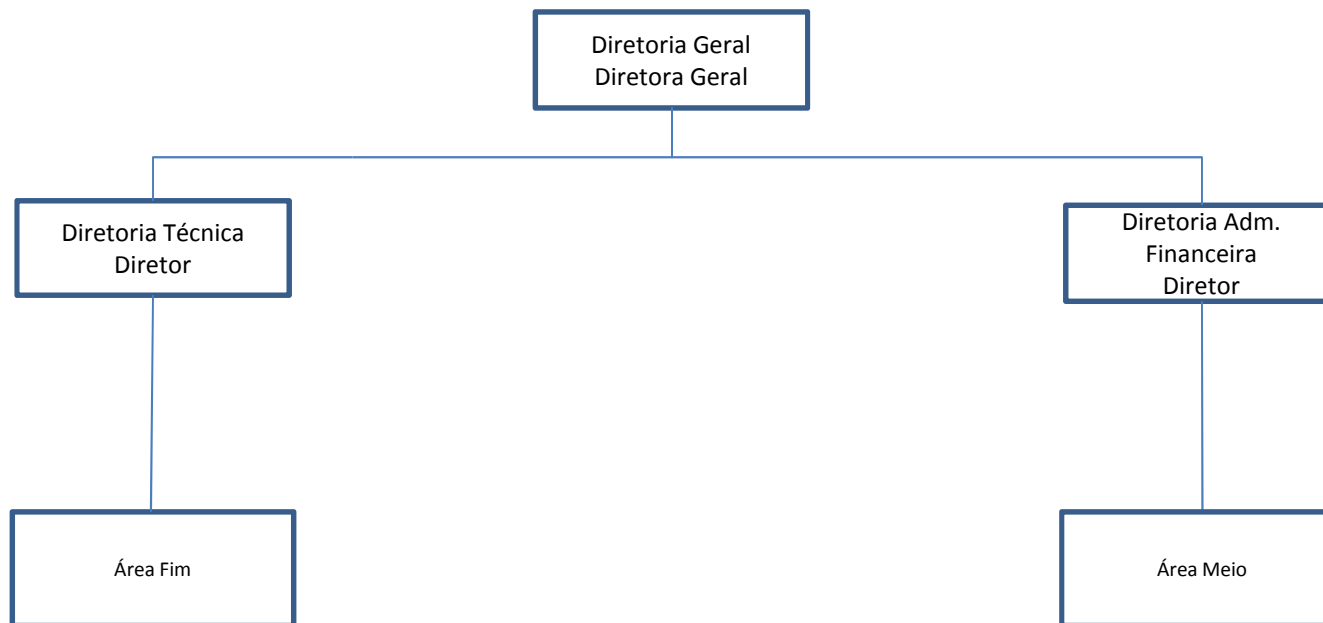 Diretoria Geral
Diretora Geral
Diretoria Técnica
Diretor
Diretoria Adm.
Financeira
Diretor
Área Fim
Área Meio